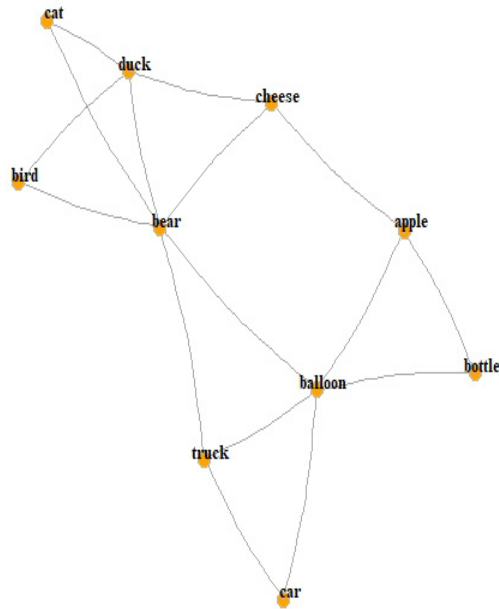 cat
duck
cheese
bird
bear
apple
bottle
balloon
truck
car